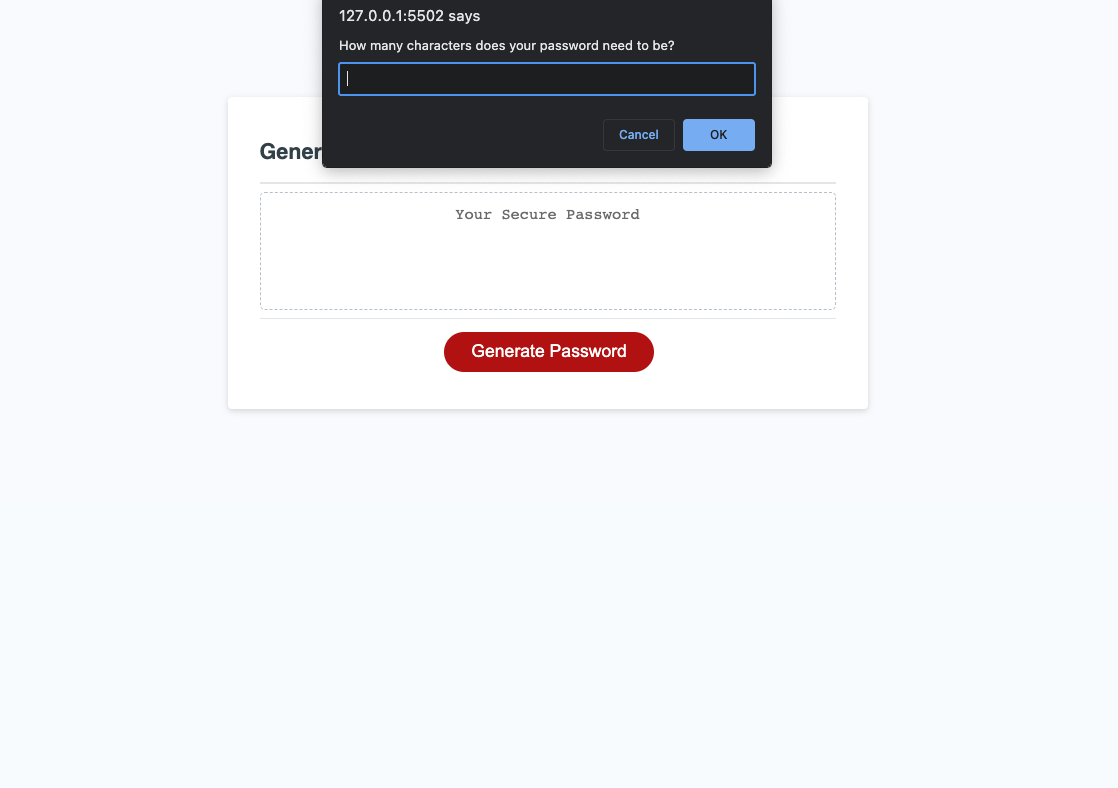 127.0.0.1:5502 says
How many characters does your password need to be?
Cancel
OK
Gener
Your Secure Password
Generate Password